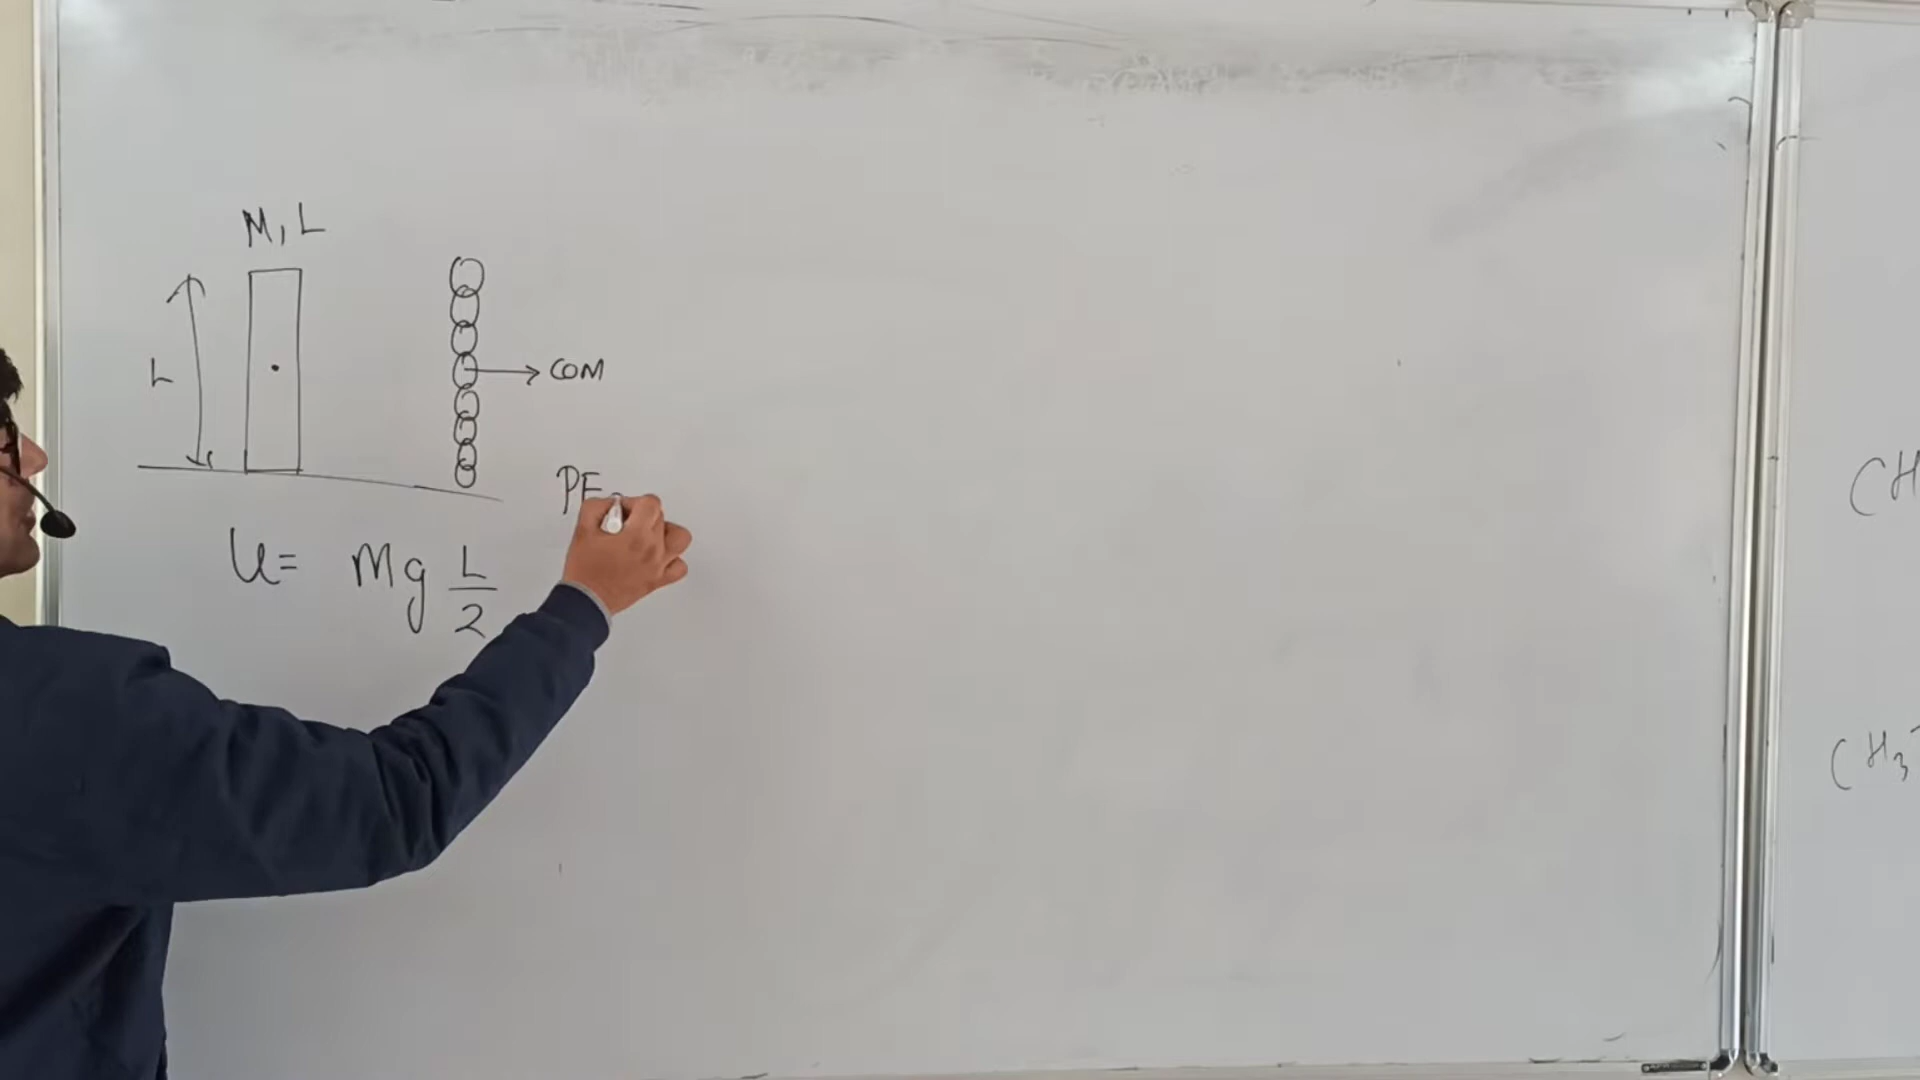 M, L
L
COM
PE
U= Mg L/2
CH
CH3